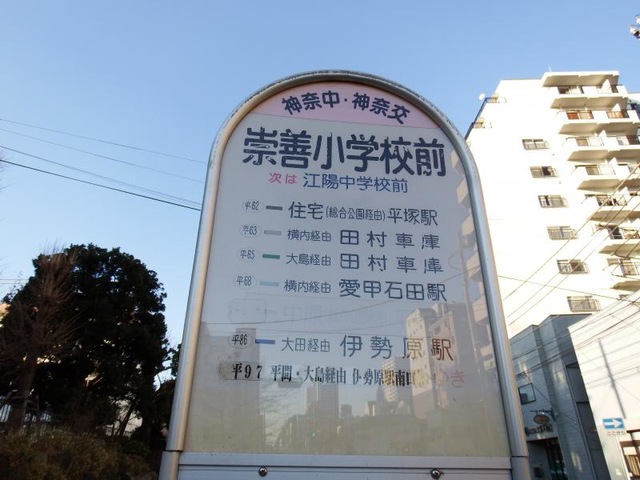 神奈中・神奈交
崇善小学校前
次は 江陽中学校前
平62 住宅(総合公園経由)平塚駅
平63 横内経由 田村車庫
平65 大島経由 田村車庫
平68 横内経由 愛甲石田駅
平86 大田経由 伊勢原駅
平97 平間・大島経由 伊勢原駅南口ゆき